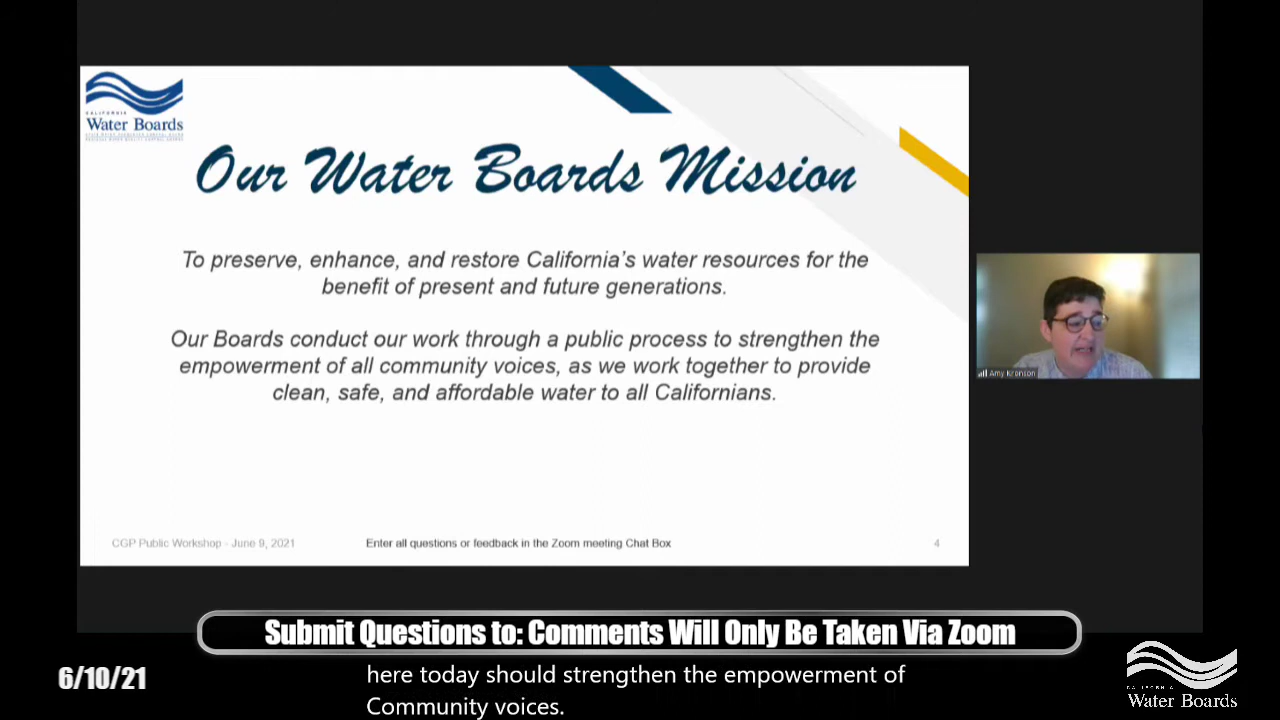 CALIFORNIA
Water Boards
Our Water Boards Mission
To preserve, enhance, and restore California's water resources for the
benefit of present and future generations.
Our Boards conduct our work through a public process to strengthen the
empowerment of all community voices, as we work together to provide
clean, safe, and affordable water to all Californians.
CGP Public Workshop - June 9, 2021
Enter all questions or feedback in the Zoom meeting Chat Box
4
Amy Kronson
Submit Questions to: Comments Will Only Be Taken Via Zoom
6/10/21
here today should strengthen the empowerment of
Community voices.
CALIFORNIA
Water Boards